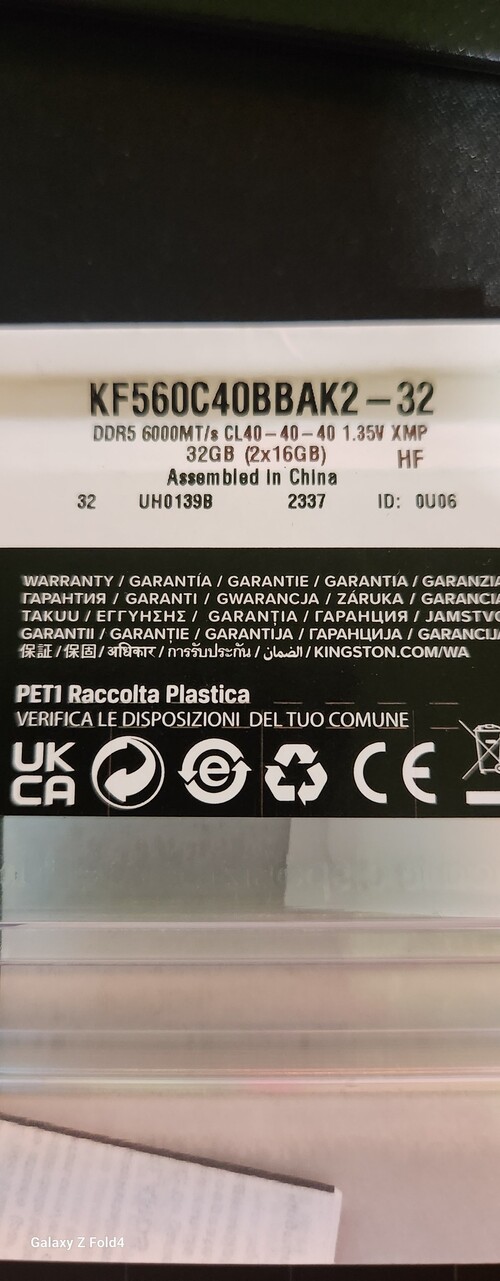 KF560C40BBAK2-32
DDR5 6000MT/s CL40-40-40 1.35V XMP
32GB (2x16GB) HF
Assembled in China
32 UH0139B 2337 ID: 0U06
WARRANTY / GARANTÍA / GARANTIE / GARANTIA / GARANZIA
ГАРАНТИЯ / GARANTI / GWARANCJA / ZÁRUKA / GARANCIA
TAKUU / ΕΓΓΥΗΣΗΣ / GARANȚIA / ГАРАНЦИЯ / JAMSTVO
GARANTII / GARANȚIE / GARANTIJA / ГАРАНЦИЈА / GARANCIJA
保証 / 保固 / अधिकार / การรับประกัน / الضمان / KINGSTON.COM/WA
PET1 Raccolta Plastica
VERIFICA LE DISPOSIZIONI DEL TUO COMUNE
UK
CA
e
CE
Galaxy Z Fold4